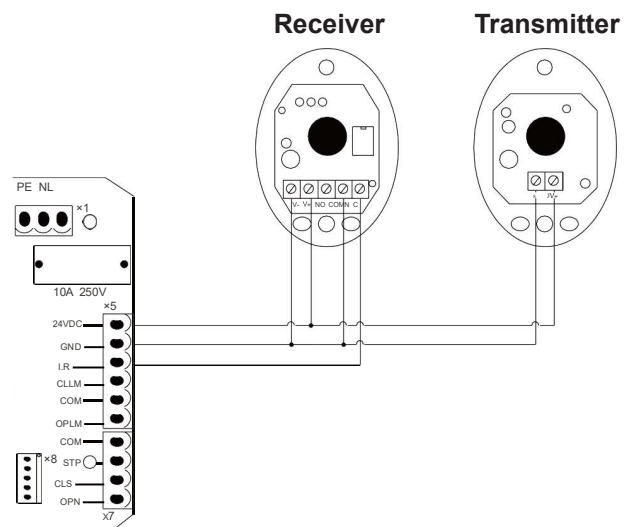 Receiver Transmitter
PE NL
×1
10A 250V
×5
24VDC
GND
I.R
CLLM
COM
OPLM
COM
×8 STP
CLS
OPN
X7
V- V+ NO COMN C
V+